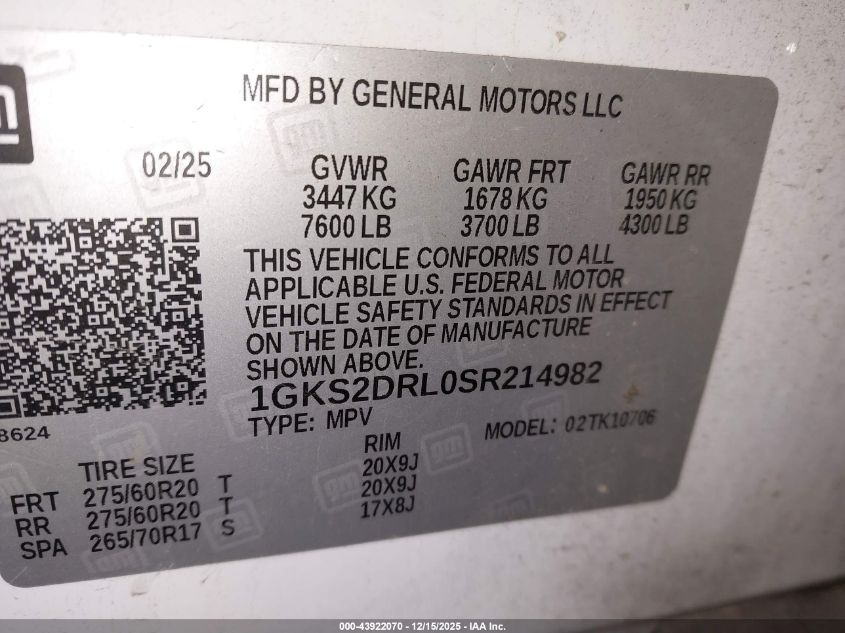 MFD BY GENERAL MOTORS LLC
02/25 GVWR GAWR FRT GAWR RR
3447 KG 1678 KG 1950 KG
7600 LB 3700 LB 4300 LB
THIS VEHICLE CONFORMS TO ALL
APPLICABLE U.S. FEDERAL MOTOR
VEHICLE SAFETY STANDARDS IN EFFECT
ON THE DATE OF MANUFACTURE
SHOWN ABOVE.
1GKS2DRL0SR214982
TYPE: MPV MODEL: 02TK10706
8624
TIRE SIZE RIM
FRT 275/60R20 T 20X9J
RR 275/60R20 T 20X9J
SPA 265/70R17 S 17X8J
000-43922070 - 12/15/2025 - IAA Inc.